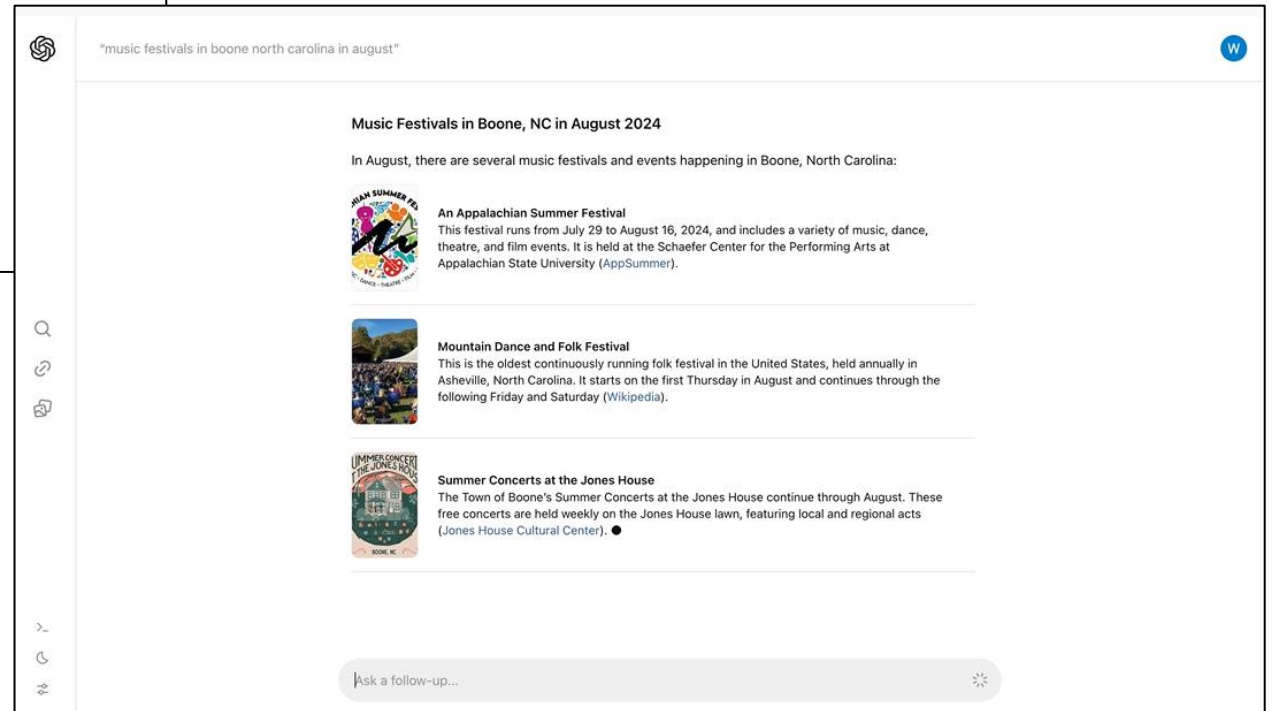 "music festivals in boone north carolina in august"
W
Music Festivals in Boone, NC in August 2024
In August, there are several music festivals and events happening in Boone, North Carolina:
An Appalachian Summer Festival
This festival runs from July 29 to August 16, 2024, and includes a variety of music, dance,
theatre, and film events. It is held at the Schaefer Center for the Performing Arts at
Appalachian State University (AppSummer).
Mountain Dance and Folk Festival
This is the oldest continuously running folk festival in the United States, held annually in
Asheville, North Carolina. It starts on the first Thursday in August and continues through the
following Friday and Saturday (Wikipedia).
UMMER CONCERT
THE JONES HOUS
BOONE, NC
Summer Concerts at the Jones House
The Town of Boone's Summer Concerts at the Jones House continue through August. These
free concerts are held weekly on the Jones House lawn, featuring local and regional acts
(Jones House Cultural Center).
Ask a follow-up...